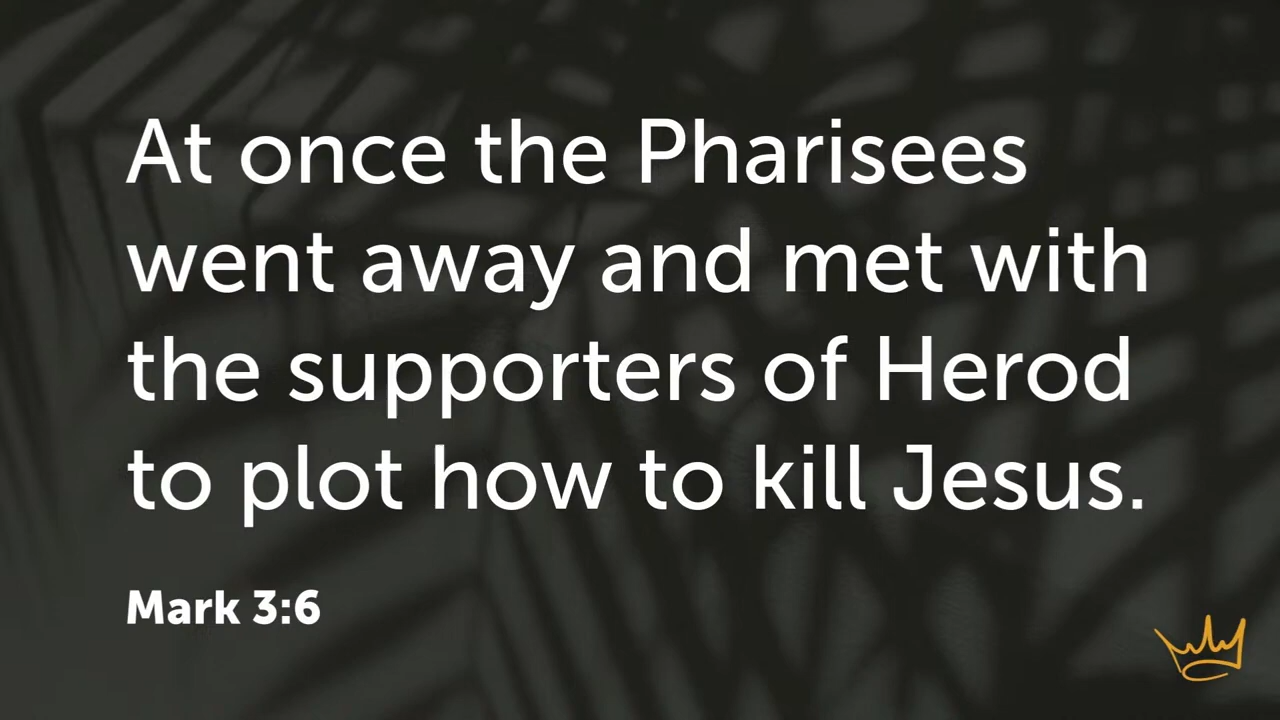 At once the Pharisees
went away and met with
the supporters of Herod
to plot how to kill Jesus.
Mark 3:6